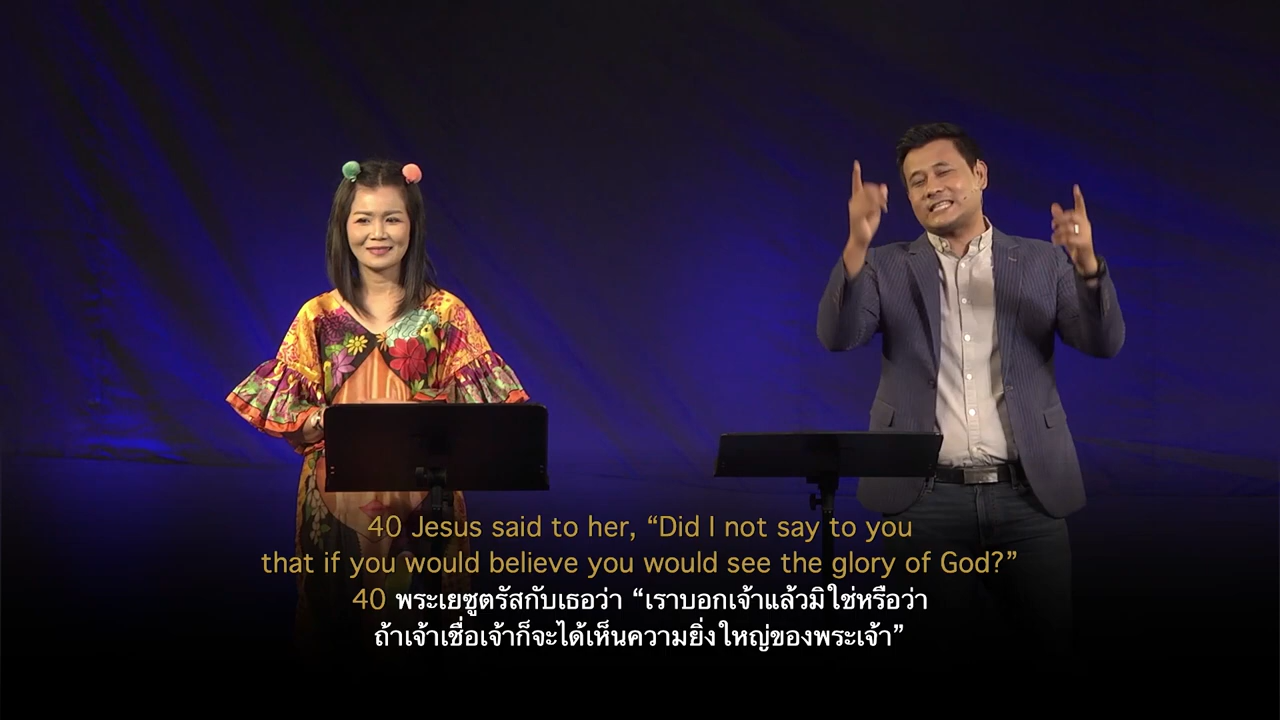 40 Jesus said to her, “Did I not say to you
that if you would believe you would see the glory of God?”
40 พระเยซูตรัสกับเธอว่า “เราบอกเจ้าแล้วมิใช่หรือว่า
ถ้าเจ้าเชื่อเจ้าก็จะได้เห็นความยิ่งใหญ่ของพระเจ้า”